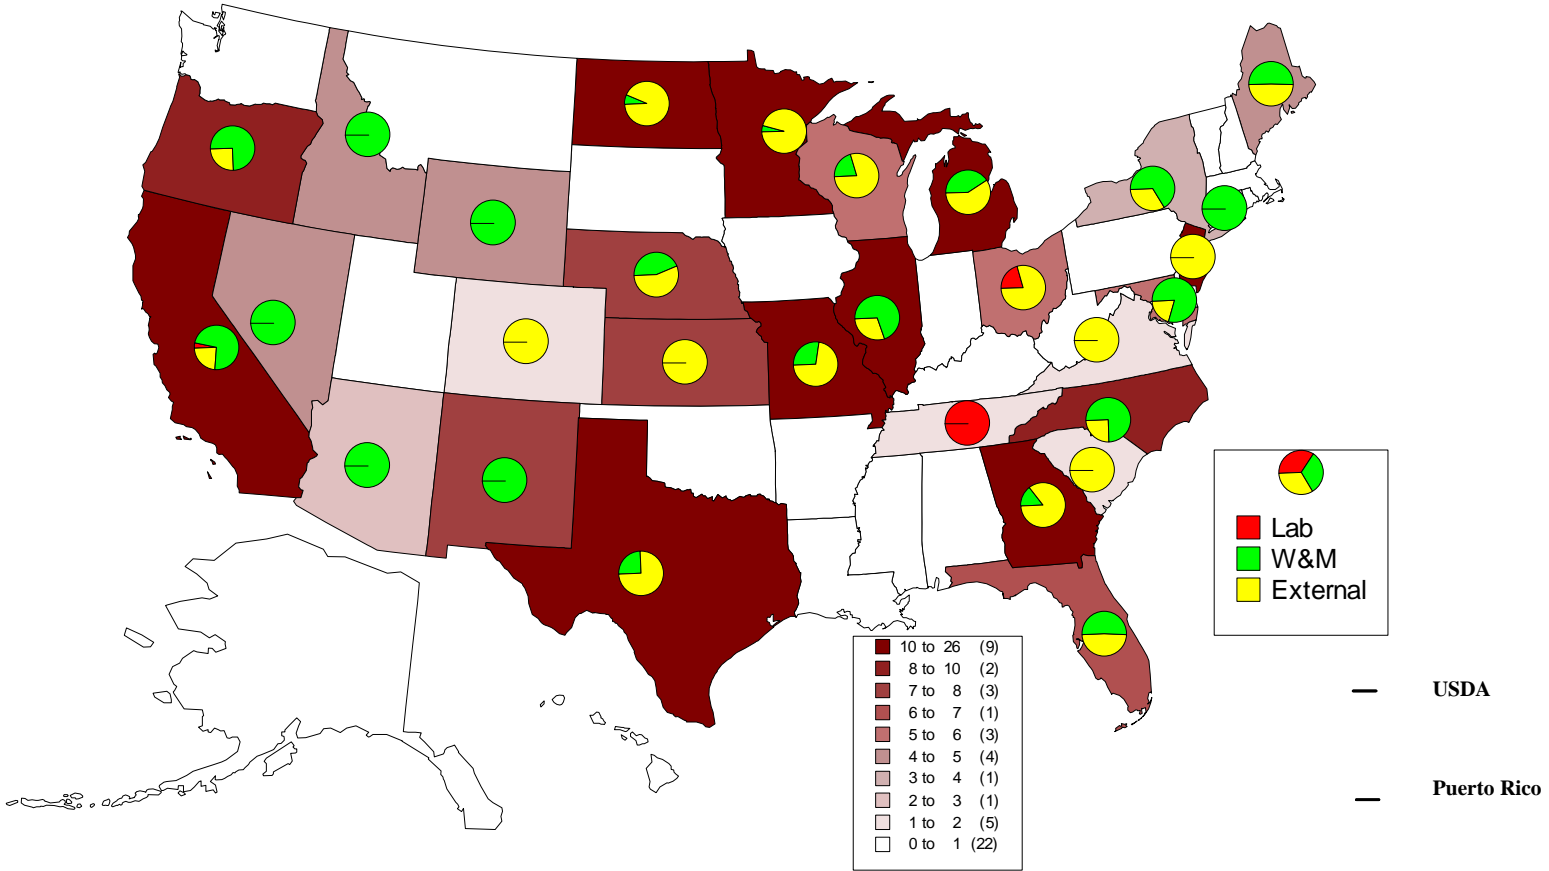 Lab
W&M
External
10 to 26 (9)
8 to 10 (2)
7 to 8 (3)
6 to 7 (1)
5 to 6 (3)
4 to 5 (4)
3 to 4 (1)
2 to 3 (1)
1 to 2 (5)
0 to 1 (22)
USDA
Puerto Rico